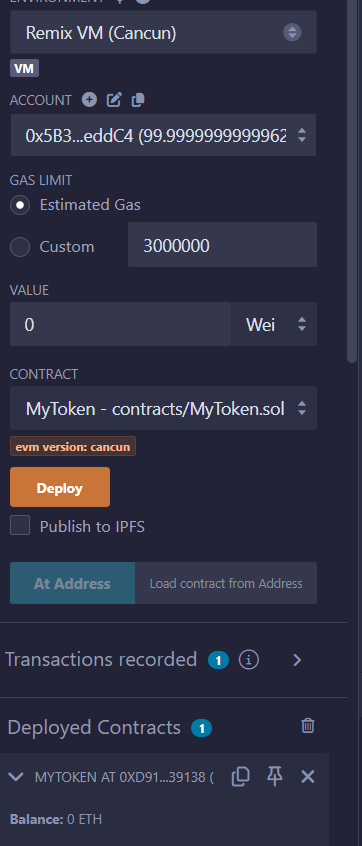 ENVIRONMENT
Remix VM (Cancun)
VM
ACCOUNT
0x5B3...eddC4 (99.9999999999962
GAS LIMIT
Estimated Gas
Custom
3000000
VALUE
0
Wei
CONTRACT
MyToken - contracts/MyToken.sol
evm version: cancun
Deploy
Publish to IPFS
At Address
Load contract from Address
Transactions recorded 1 i
Deployed Contracts 1
MYTOKEN AT 0XD91...39138 (
Balance: 0 ETH